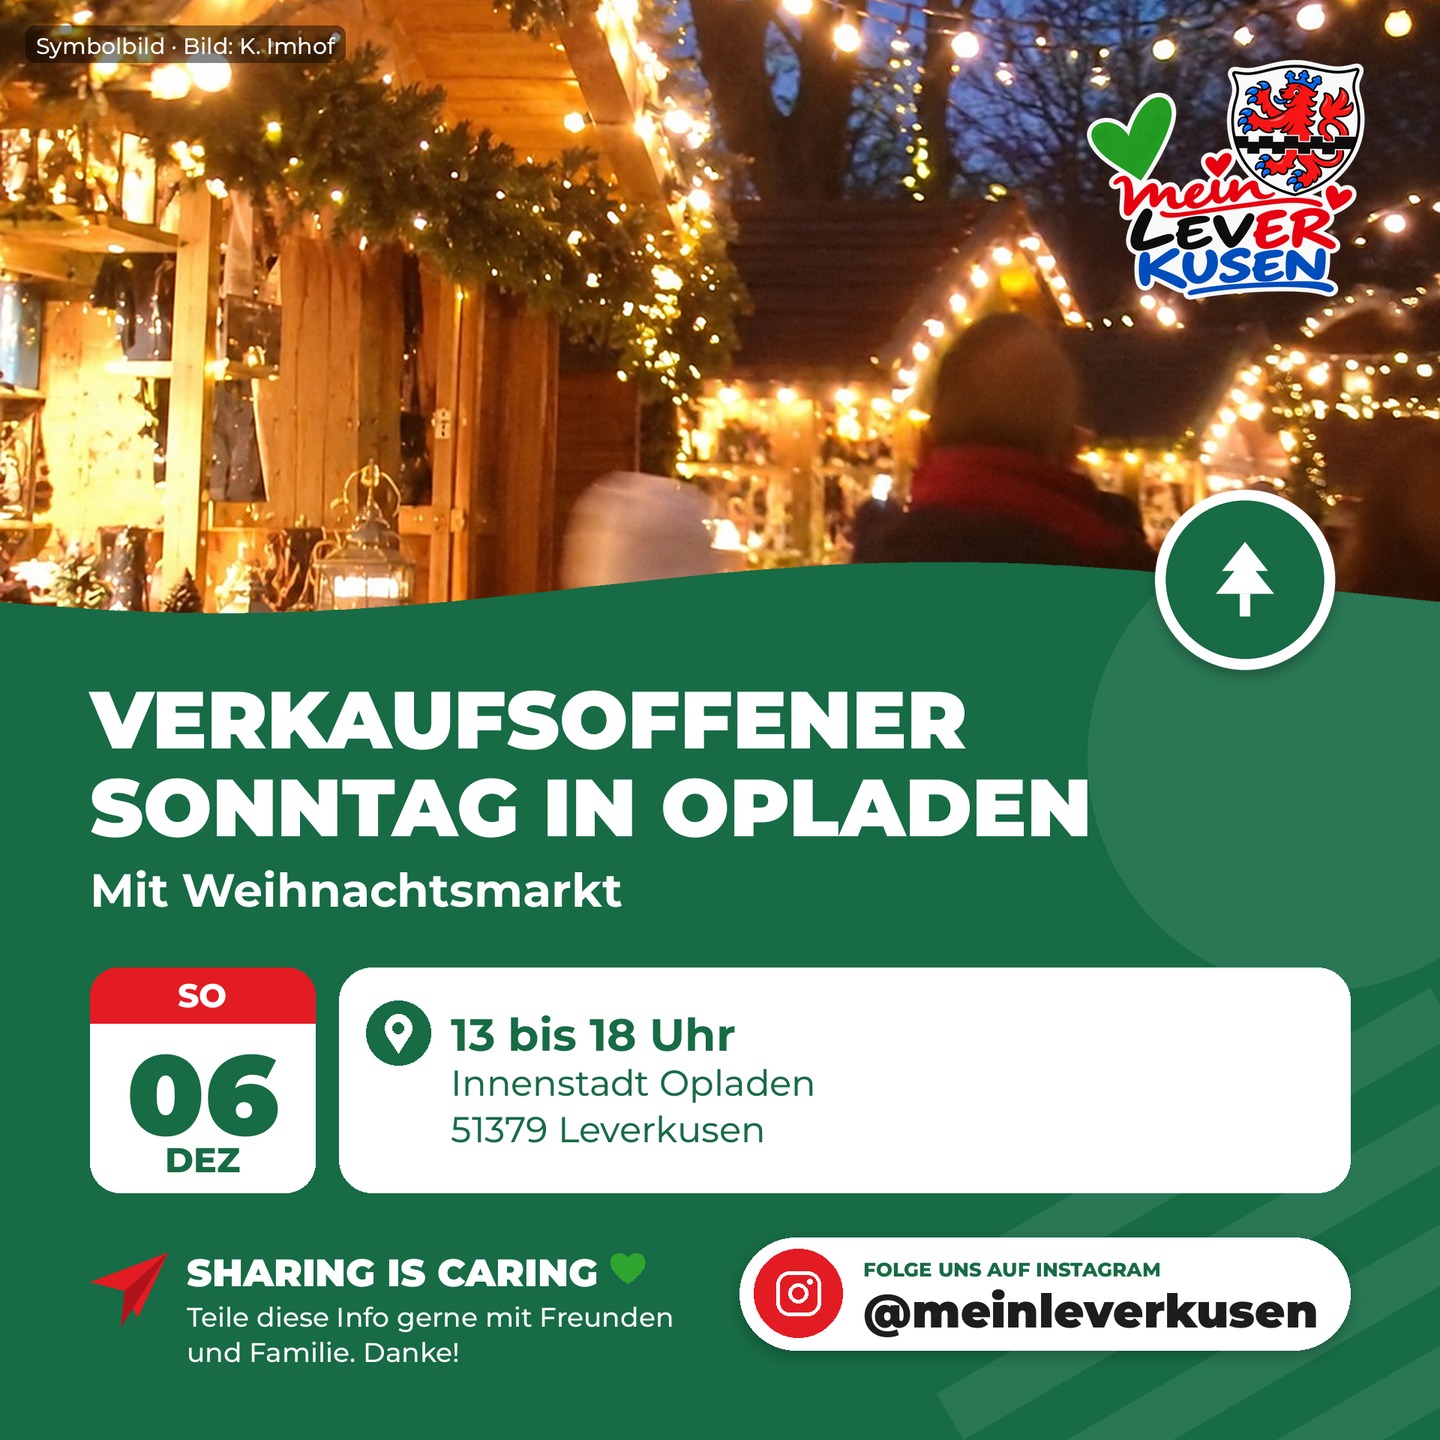 Symbolbild · Bild: K. Imhof
mein
LEVER
KUSEN
VERKAUFSOFFENER
SONNTAG IN OPLADEN
Mit Weihnachtsmarkt
SO
06
DEZ
13 bis 18 Uhr
Innenstadt Opladen
51379 Leverkusen
SHARING IS CARING
Teile diese Info gerne mit Freunden
und Familie. Danke!
FOLGE UNS AUF INSTAGRAM
@meinleverkusen